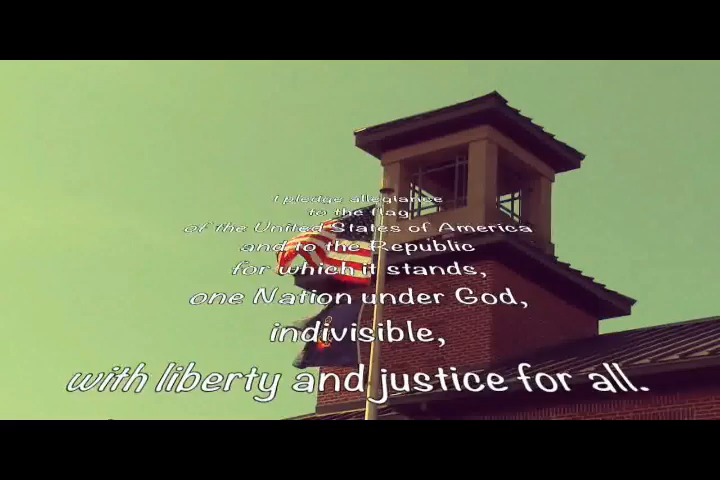 I pledge allegiance
to the flag
of the United States of America
and to the Republic
for which it stands,
one Nation under God,
indivisible,
with liberty and justice for all.